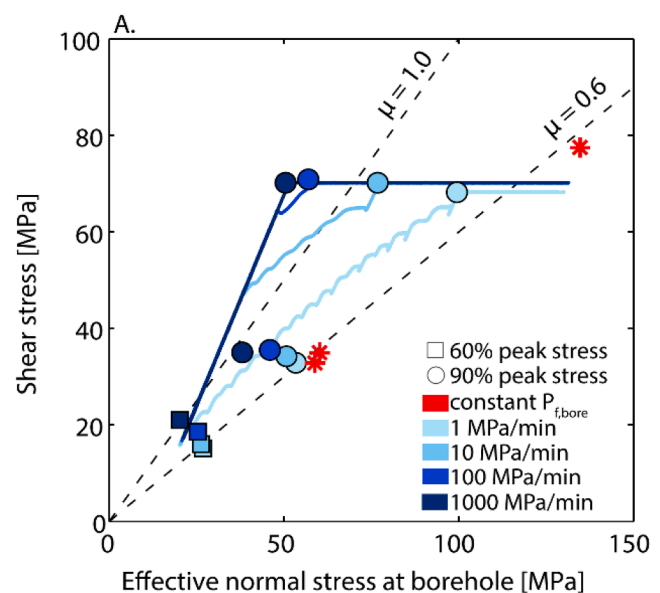 A.
100
80
60
40
20
0
0
50
100
150
Shear stress [MPa]
Effective normal stress at borehole [MPa]
μ = 1.0
μ = 0.6
60% peak stress
90% peak stress
constant P f,bore
1 MPa/min
10 MPa/min
100 MPa/min
1000 MPa/min